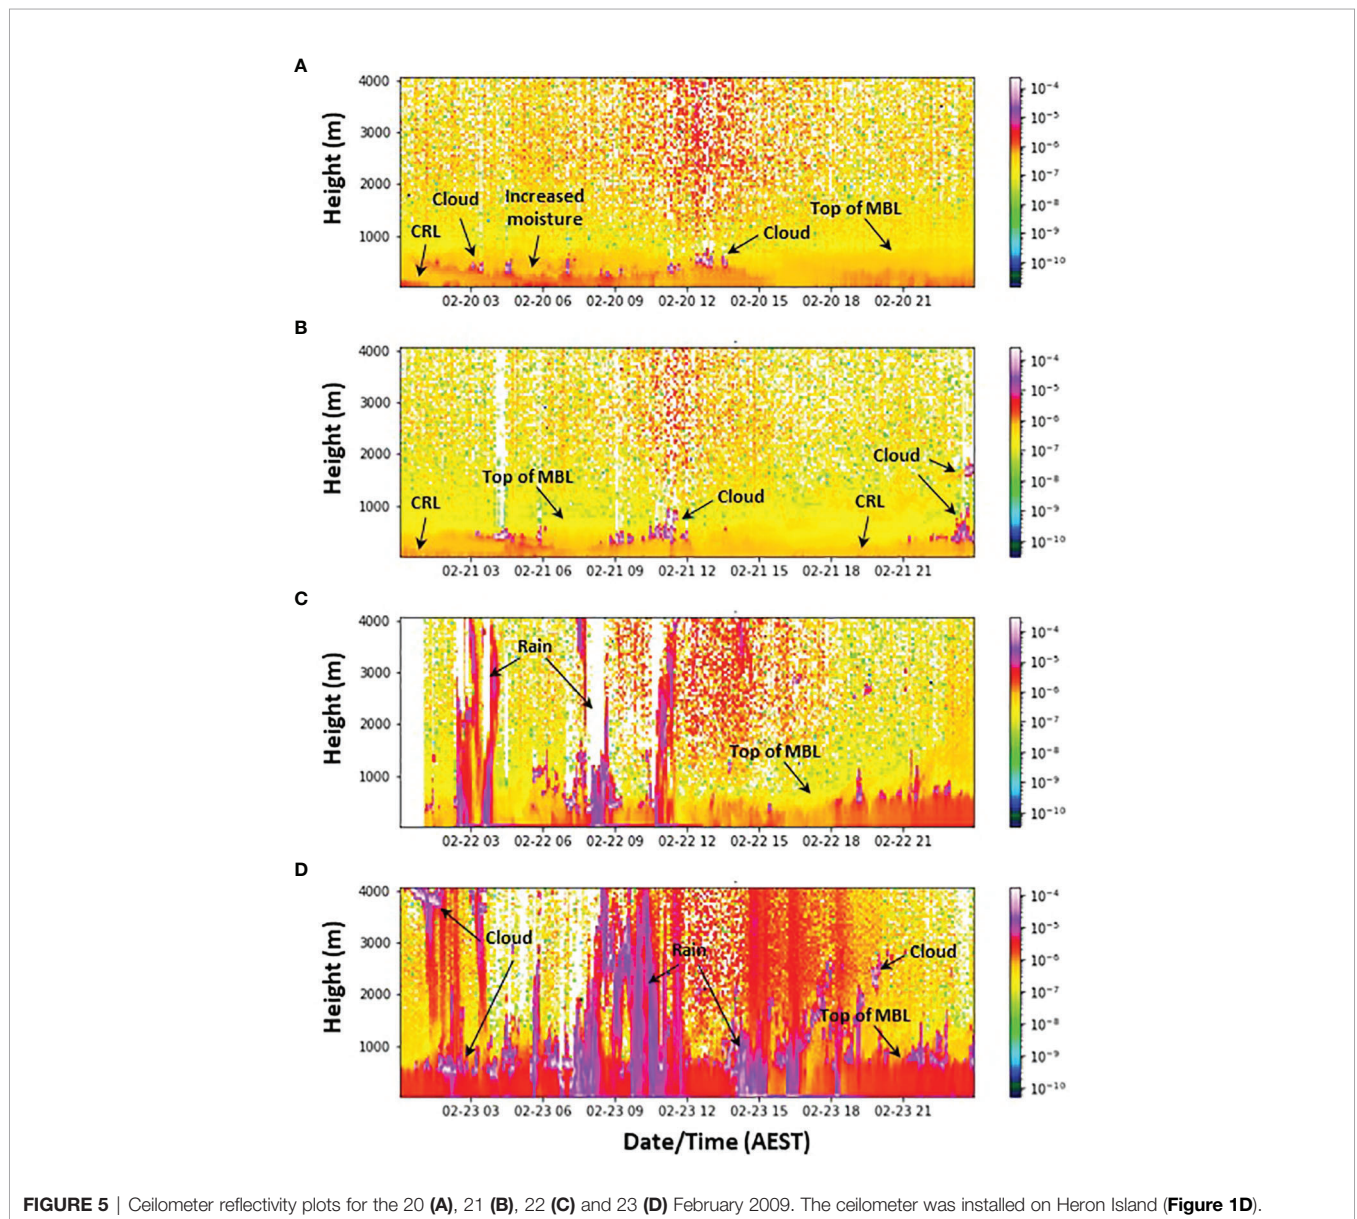 A
Height (m)
4000
3000
2000
1000
CRL
Cloud
Increased
moisture
Cloud
Top of MBL
02-20 03 02-20 06 02-20 09 02-20 12 02-20 15 02-20 18 02-20 21
10⁻⁴
10⁻⁵
10⁻⁶
10⁻⁷
10⁻⁸
10⁻⁹
10⁻¹⁰
B
Height (m)
4000
3000
2000
1000
CRL
Top of MBL
Cloud
CRL
Cloud
02-21 03 02-21 06 02-21 09 02-21 12 02-21 15 02-21 18 02-21 21
10⁻⁴
10⁻⁵
10⁻⁶
10⁻⁷
10⁻⁸
10⁻⁹
10⁻¹⁰
C
Height (m)
4000
3000
2000
1000
Rain
Top of MBL
02-22 03 02-22 06 02-22 09 02-22 12 02-22 15 02-22 18 02-22 21
10⁻⁴
10⁻⁵
10⁻⁶
10⁻⁷
10⁻⁸
10⁻⁹
10⁻¹⁰
D
Height (m)
4000
3000
2000
1000
Cloud
Rain
Cloud
Top of MBL
02-23 03 02-23 06 02-23 09 02-23 12 02-23 15 02-23 18 02-23 21
10⁻⁴
10⁻⁵
10⁻⁶
10⁻⁷
10⁻⁸
10⁻⁹
10⁻¹⁰
Date/Time (AEST)
FIGURE 5 | Ceilometer reflectivity plots for the 20 (A), 21 (B), 22 (C) and 23 (D) February 2009. The ceilometer was installed on Heron Island (Figure 1D).